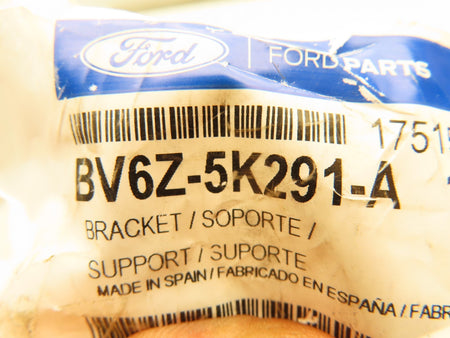 Ford
FORD PARTS
1751
BV6Z-5K291-A
BRACKET / SOPORTE /
SUPPORT / SUPORTE
MADE IN SPAIN / FABRICADO EN ESPAÑA / FABR